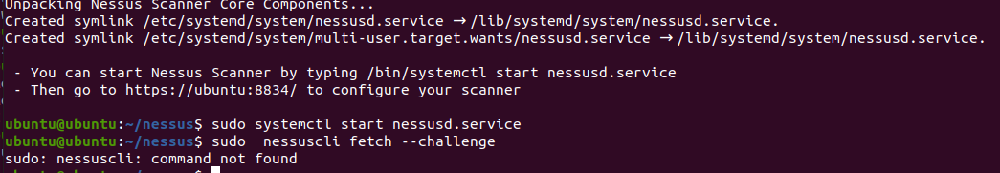 Unpacking Nessus Scanner Core Components...
Created symlink /etc/systemd/system/nessusd.service → /lib/systemd/system/nessusd.service.
Created symlink /etc/systemd/system/multi-user.target.wants/nessusd.service → /lib/systemd/system/nessusd.service.
- You can start Nessus Scanner by typing /bin/systemctl start nessusd.service
- Then go to https://ubuntu:8834/ to configure your scanner
ubuntu@ubuntu:~/nessus$ sudo systemctl start nessusd.service
ubuntu@ubuntu:~/nessus$ sudo  nessuscli fetch --challenge
sudo: nessuscli: command not found
ubuntu@ubuntu:~/nessus$